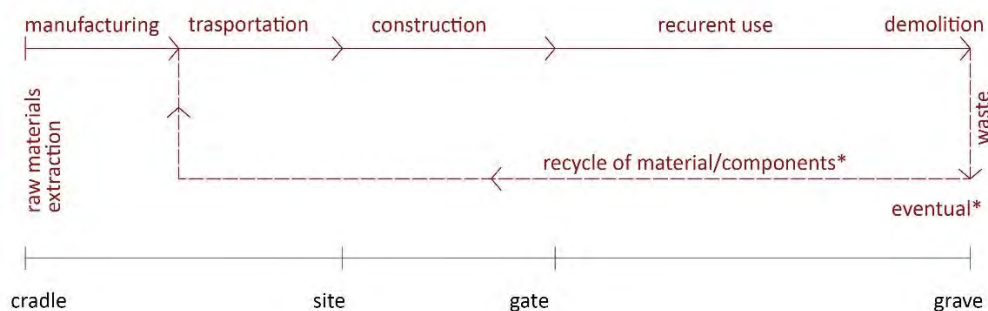 manufacturing trasportation construction recurent use demolition
raw materials
extraction
waste
recycle of material/components*
eventual*
cradle site gate grave